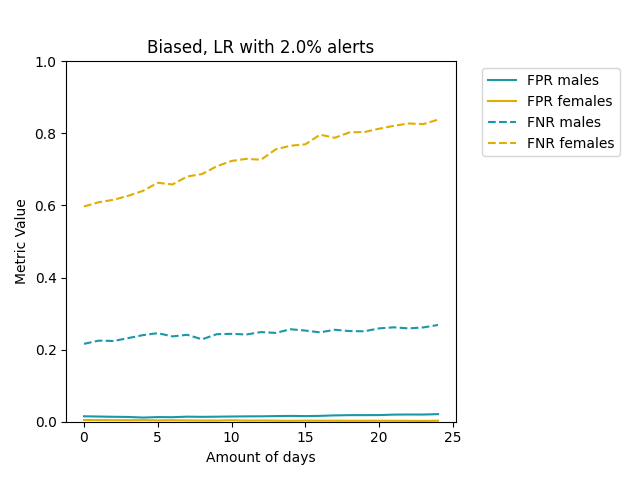 Biased, LR with 2.0% alerts
1.0
0.8
0.6
0.4
0.2
0.0
Metric Value
0 5 10 15 20 25
Amount of days
FPR males
FPR females
FNR males
FNR females